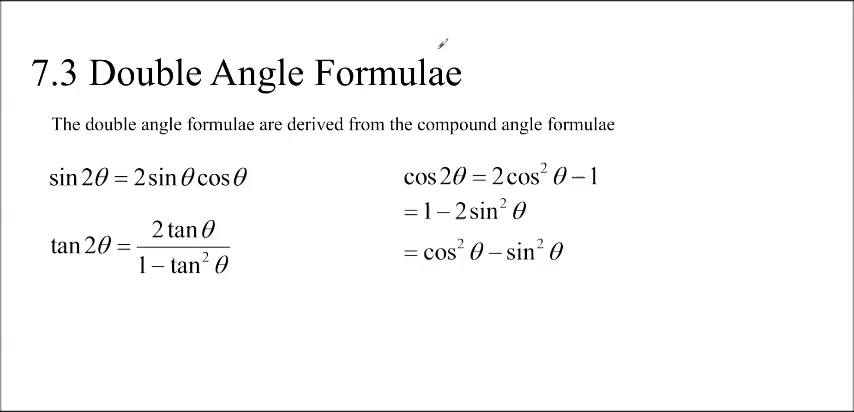 7.3 Double Angle Formulae
The double angle formulae are derived from the compound angle formulae
sin 2θ = 2 sin θ cos θ
tan 2θ = 2 tan θ / 1 − tan² θ
cos 2θ = 2 cos² θ − 1
= 1 − 2 sin² θ
= cos² θ − sin² θ